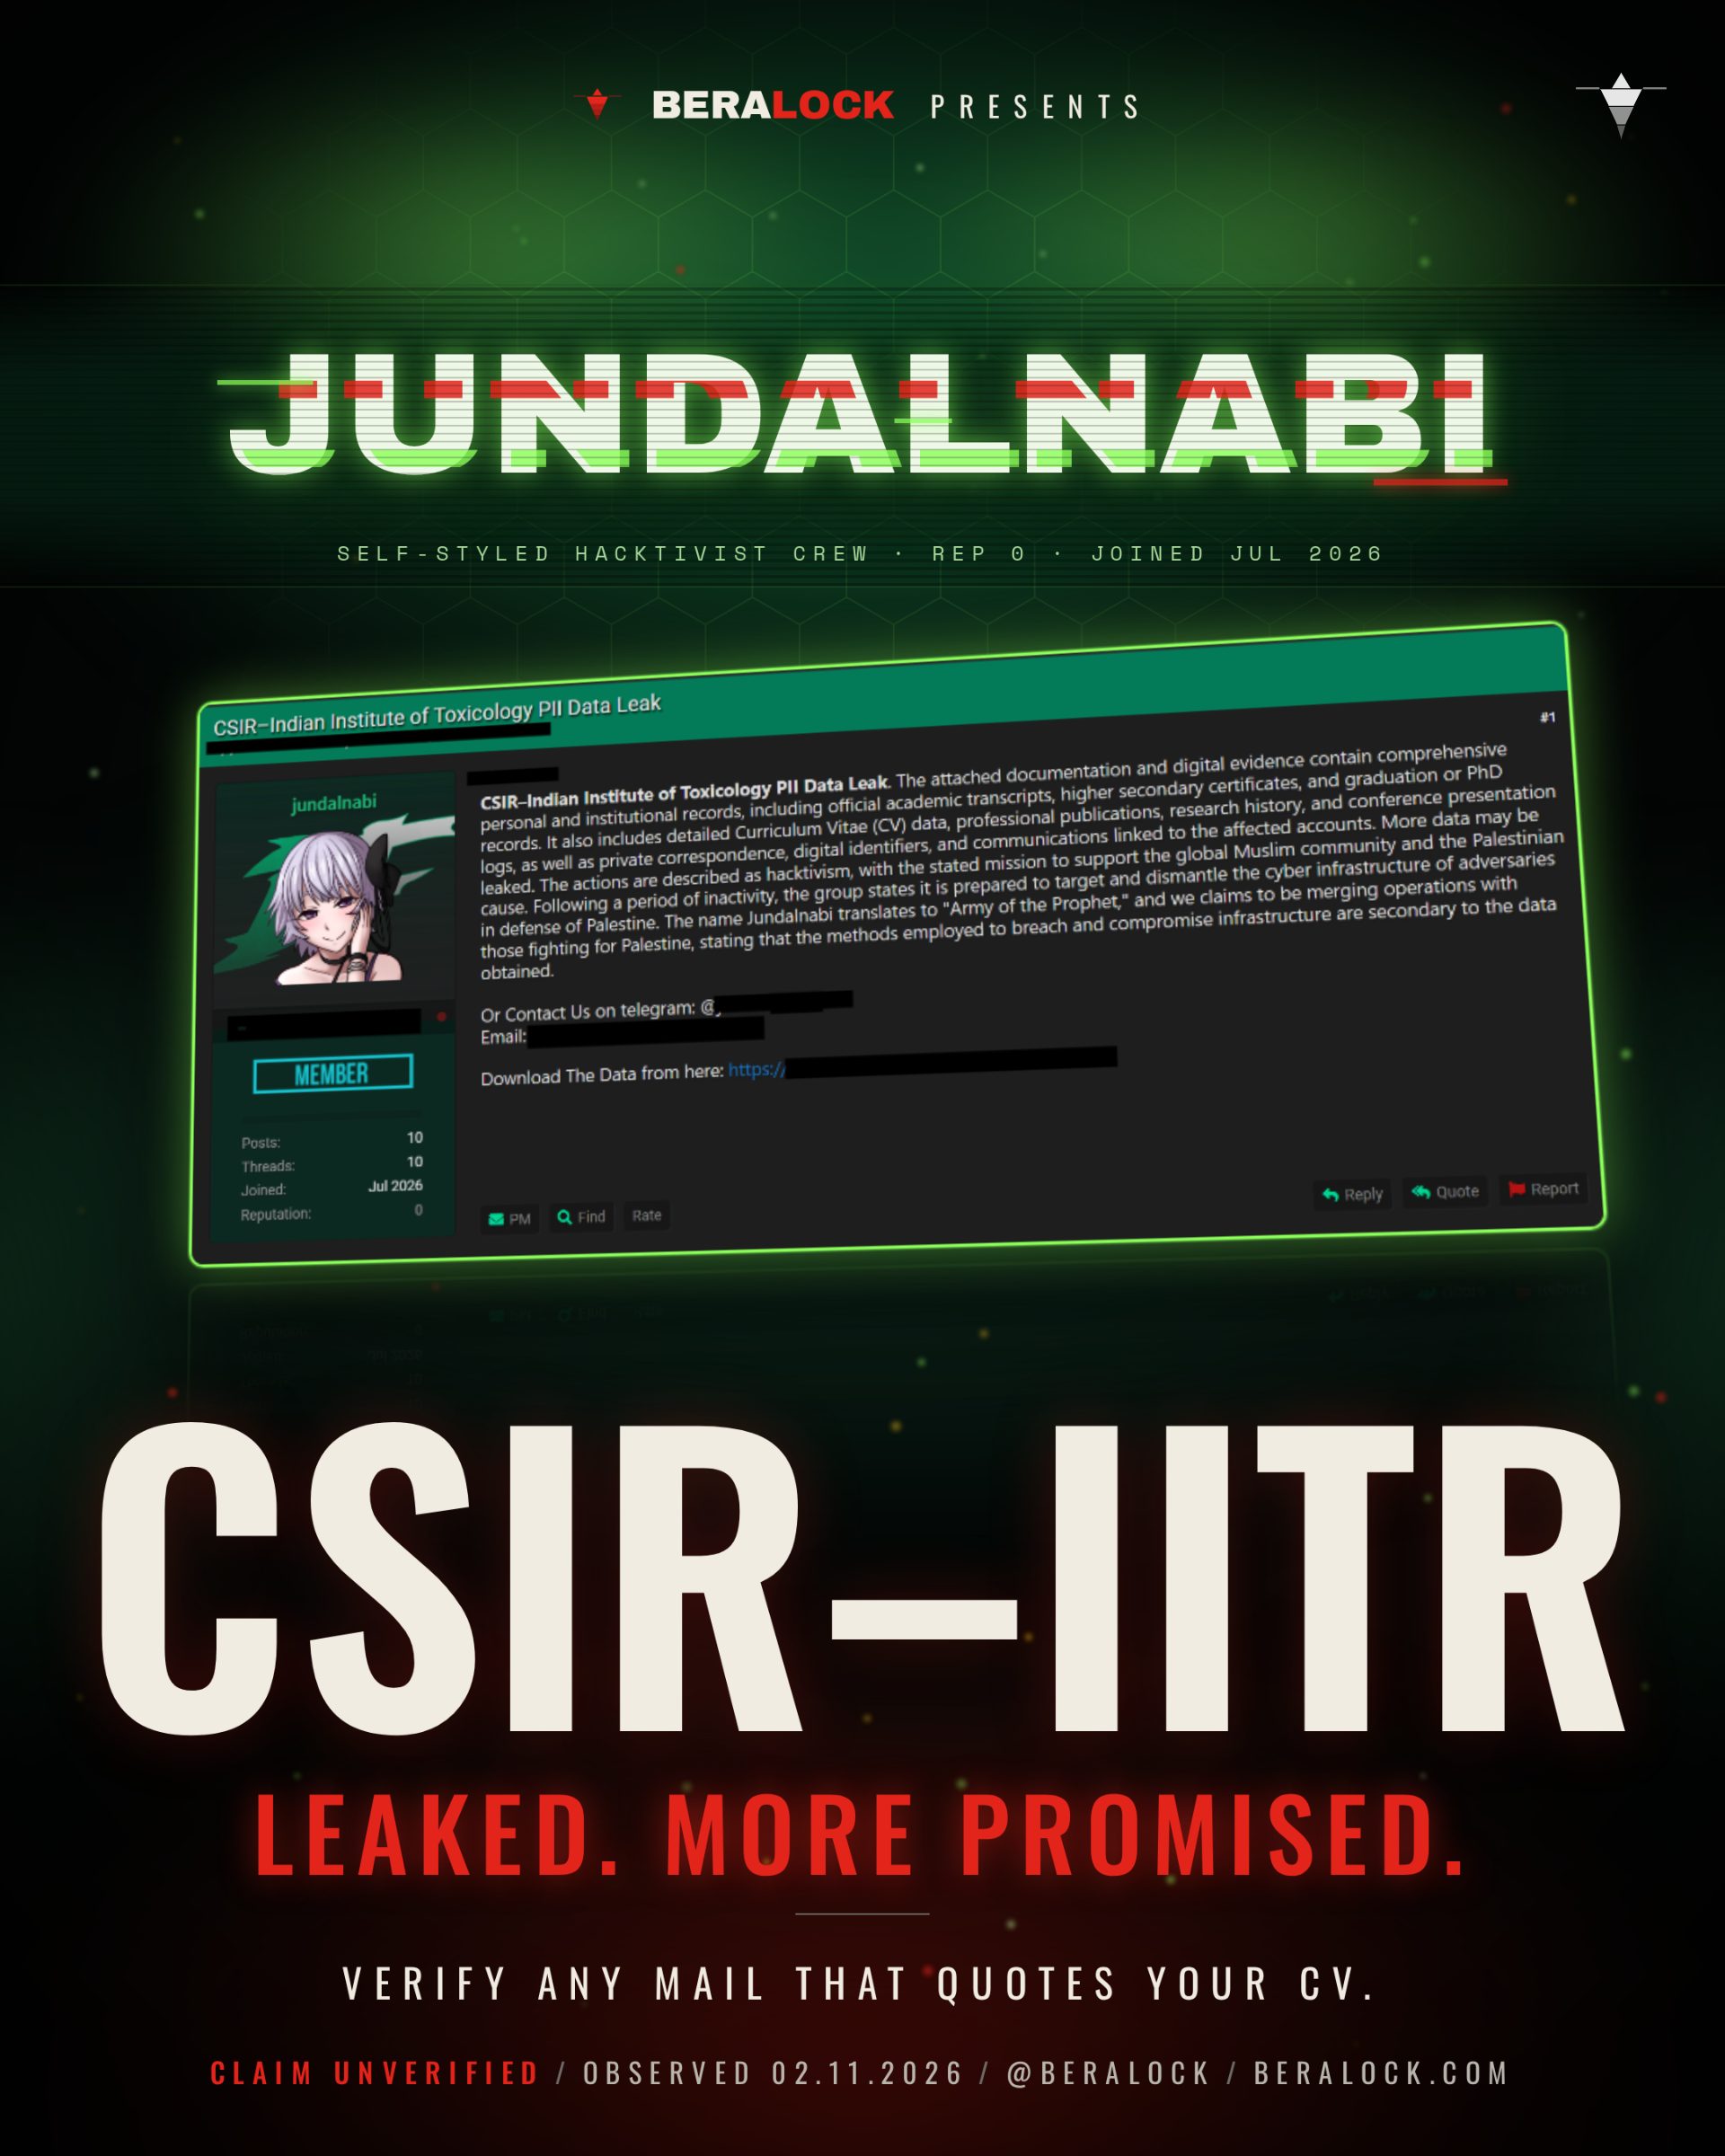 BERALOCK PRESENTS
JUNDALNABI
SELF-STYLED HACKTIVIST CREW · REP 0 · JOINED JUL 2026
CSIR–Indian Institute of Toxicology PII Data Leak
#1
jundalnabi
MEMBER
Posts: 10
Threads: 10
Joined: Jul 2026
Reputation: 0
CSIR–Indian Institute of Toxicology PII Data Leak. The attached documentation and digital evidence contain comprehensive
personal and institutional records, including official academic transcripts, higher secondary certificates, and graduation or PhD
records. It also includes detailed Curriculum Vitae (CV) data, professional publications, research history, and conference presentation
logs, as well as private correspondence, digital identifiers, and communications linked to the affected accounts. More data may be
leaked. The actions are described as hacktivism, with the stated mission to support the global Muslim community and the Palestinian
cause. Following a period of inactivity, the group states it is prepared to target and dismantle the cyber infrastructure of adversaries
in defense of Palestine. The name Jundalnabi translates to "Army of the Prophet," and we claims to be merging operations with
those fighting for Palestine, stating that the methods employed to breach and compromise infrastructure are secondary to the data
obtained.
Or Contact Us on telegram: @
Email:
Download The Data from here: https://
PM Find Rate
Reply Quote Report
CSIR–IITR
LEAKED. MORE PROMISED.
VERIFY ANY MAIL THAT QUOTES YOUR CV.
CLAIM UNVERIFIED / OBSERVED 02.11.2026 / @BERALOCK / BERALOCK.COM